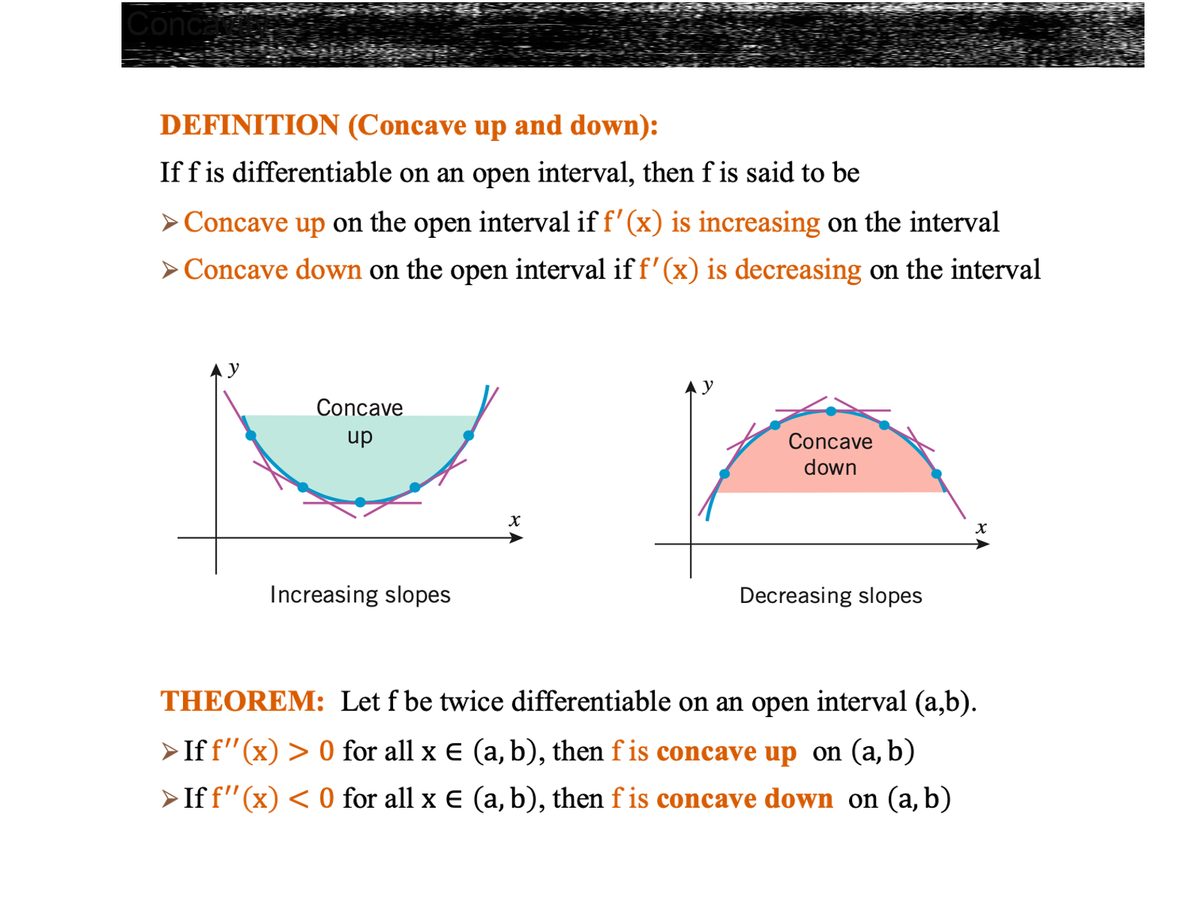 DEFINITION (Concave up and down):
If f is differentiable on an open interval, then f is said to be
➢ Concave up on the open interval if f′(x) is increasing on the interval
➢ Concave down on the open interval if f′(x) is decreasing on the interval
y
Concave
up
x
Increasing slopes
y
Concave
down
x
Decreasing slopes
THEOREM: Let f be twice differentiable on an open interval (a,b).
➢ If f′′(x) > 0 for all x ∈ (a, b), then f is concave up on (a, b)
➢ If f′′(x) < 0 for all x ∈ (a, b), then f is concave down on (a, b)